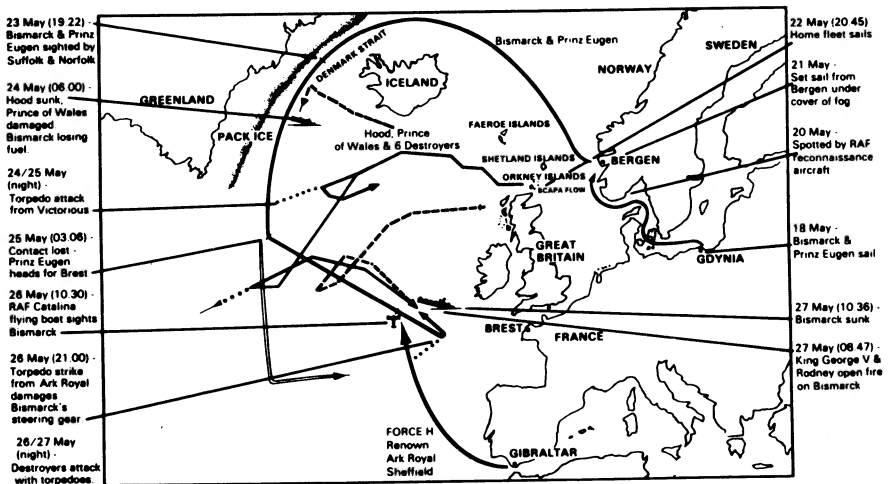 23 May (19.22) -
Bismarck & Prinz
Eugen sighted by
Suffolk & Norfolk
24 May (06.00) -
Hood sunk,
Prince of Wales
damaged
Bismarck losing
fuel.
24/25 May
(night) -
Torpedo attack
from Victorious
25 May (03.06) -
Contact lost -
Prinz Eugen
heads for Brest
26 May (10.30) -
RAF Catalina
flying boat sights
Bismarck
26 May (21.00) -
Torpedo strike
from Ark Royal
damages
Bismarck's
steering gear
26/27 May
(night) -
Destroyers attack
with torpedoes.
GREENLAND
PACK ICE
DENMARK STRAIT
ICELAND
Bismarck & Prinz Eugen
Hood, Prince
of Wales & 6 Destroyers
FAEROE ISLANDS
SHETLAND ISLANDS
ORKNEY ISLANDS
SCAPA FLOW
NORWAY
SWEDEN
BERGEN
GDYNIA
GREAT
BRITAIN
BREST
FRANCE
FORCE H
Renown
Ark Royal
Sheffield
GIBRALTAR
22 May (20.45)
Home fleet sails
21 May -
Set sail from
Bergen under
cover of fog
20 May -
Spotted by RAF
reconnaissance
aircraft
18 May -
Bismarck &
Prinz Eugen sail
27 May (10.36) -
Bismarck sunk
27 May (08.47) -
King George V &
Rodney open fire
on Bismarck